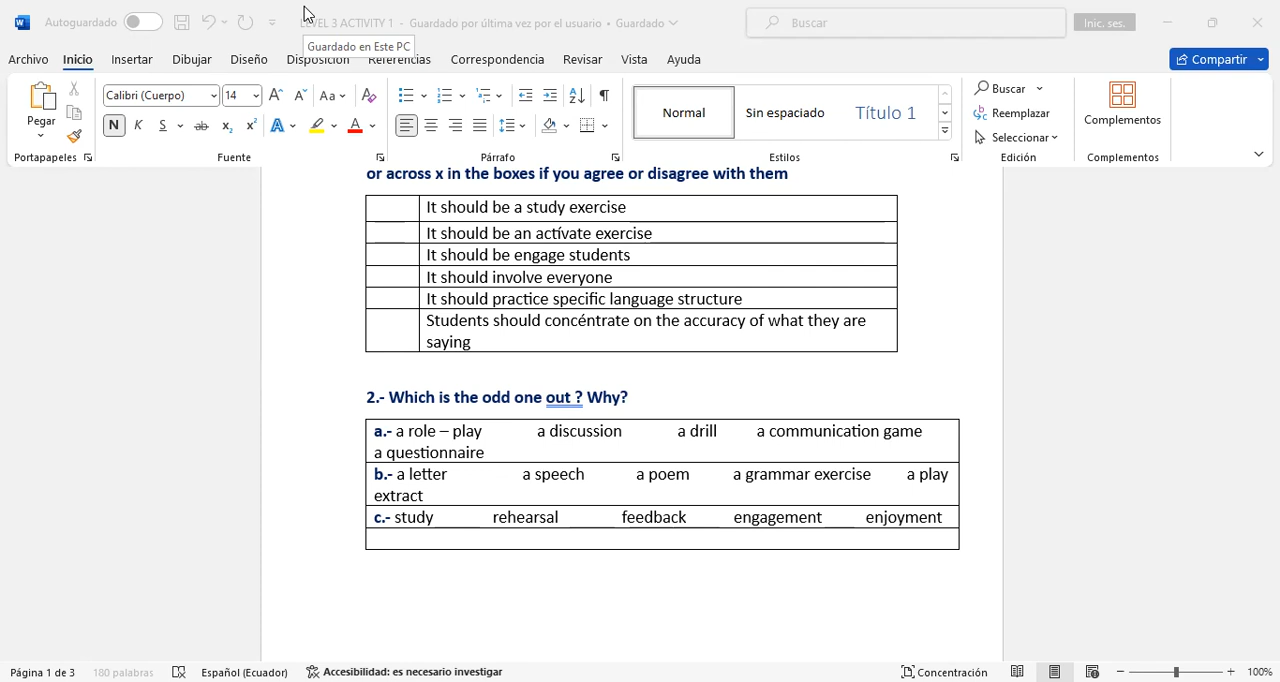 Autoguardado
LEVEL 3 ACTIVITY 1 - Guardado por última vez por el usuario • Guardado
Buscar
Inic. ses.
Guardado en Este PC
Archivo Inicio Insertar Dibujar Diseño Disposición Referencias Correspondencia Revisar Vista Ayuda
Compartir
Pegar
Calibri (Cuerpo) 14
Normal
Sin espaciado
Título 1
Buscar
Reemplazar
Seleccionar
Complementos
Portapapeles Fuente Párrafo Estilos Edición Complementos
or across x in the boxes if you agree or disagree with them
It should be a study exercise
It should be an actívate exercise
It should be engage students
It should involve everyone
It should practice specific language structure
Students should concéntrate on the accuracy of what they are
saying
2.- Which is the odd one out ? Why?
a.- a role – play a discussion a drill a communication game
a questionnaire
b.- a letter a speech a poem a grammar exercise a play
extract
c.- study rehearsal feedback engagement enjoyment
Página 1 de 3 180 palabras Español (Ecuador) Accesibilidad: es necesario investigar Concentración 100%